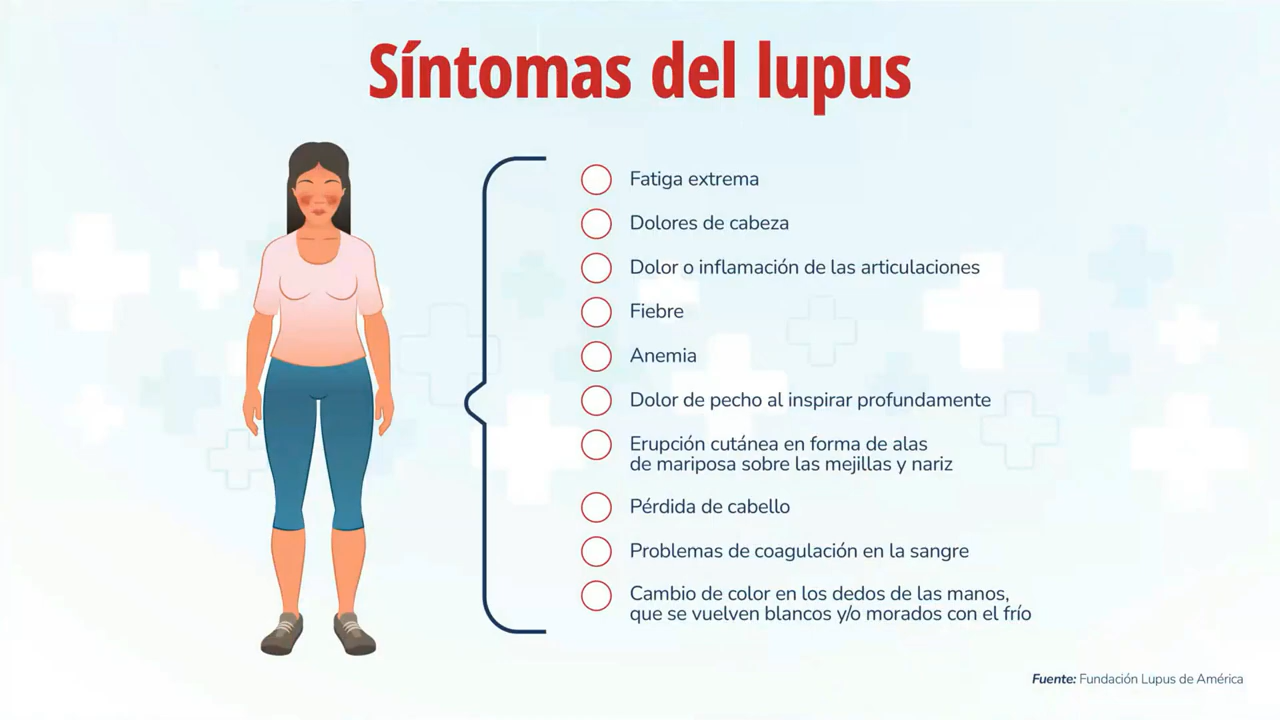 Síntomas del lupus
Fatiga extrema
Dolores de cabeza
Dolor o inflamación de las articulaciones
Fiebre
Anemia
Dolor de pecho al inspirar profundamente
Erupción cutánea en forma de alas
de mariposa sobre las mejillas y nariz
Pérdida de cabello
Problemas de coagulación en la sangre
Cambio de color en los dedos de las manos,
que se vuelven blancos y/o morados con el frío
Fuente: Fundación Lupus de América